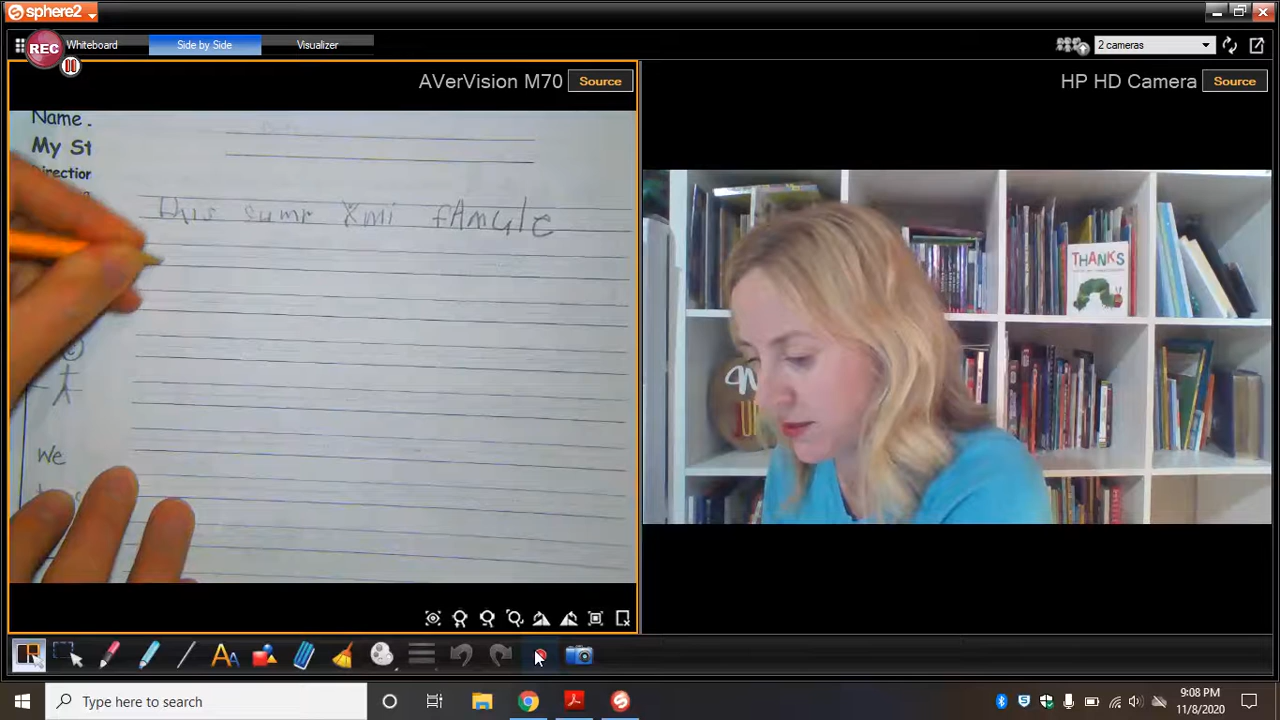 sphere2
REC
Whiteboard
Side by Side
Visualizer
2 cameras
AVerVision M70
Source
HP HD Camera
Source
Name
My St
Direction
This sumr Xmi fAmule
We
THANKS
Type here to search
9:08 PM
11/8/2020